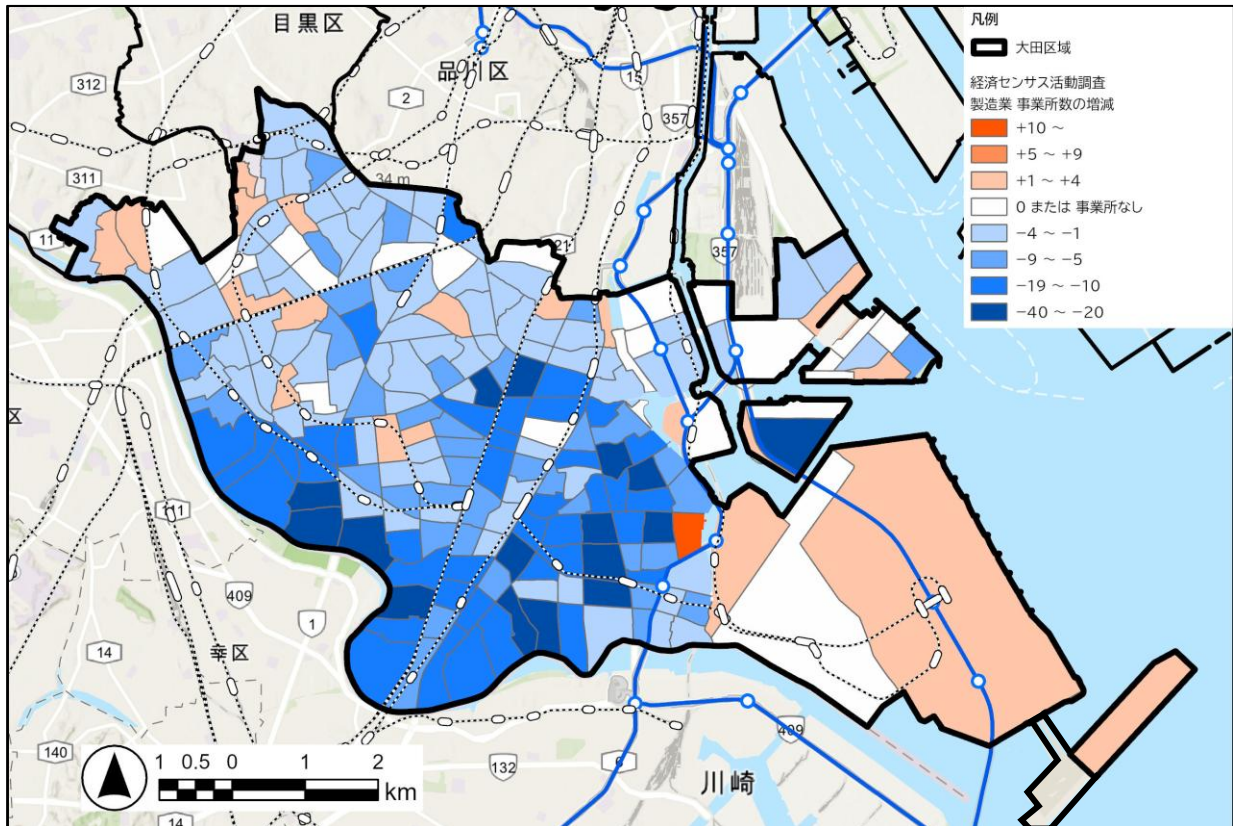 目黒区
品川区
312
2
15
357
311
34 m
11
21
357
区
111
409
1
14
幸区
140
132
6
409
川崎
14
凡例
大田区域
経済センサス活動調査
製造業 事業所数の増減
+10 ～
+5 ～ +9
+1 ～ +4
0 または 事業所なし
−4 ～ −1
−9 ～ −5
−19 ～ −10
−40 ～ −20
1 0.5 0 1 2
km